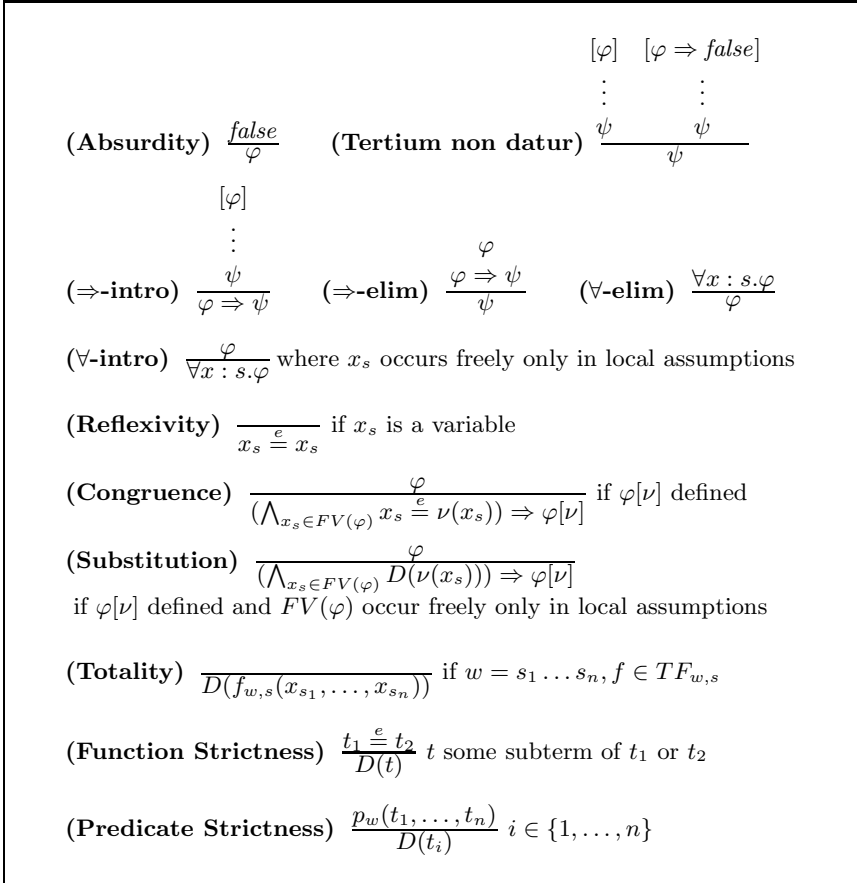 [φ] [φ ⇒ false]
⋮ ⋮
ψ ψ
(Absurdity) false / φ (Tertium non datur) ψ
[φ]
⋮
ψ φ
(⇒-intro) φ ⇒ ψ (⇒-elim) φ ⇒ ψ / ψ (∀-elim) ∀x : s.φ / φ
(∀-intro) φ / ∀x : s.φ where x_s occurs freely only in local assumptions
(Reflexivity) x_s =^e x_s if x_s is a variable
(Congruence) φ / (⋀_{x_s∈FV(φ)} x_s =^e ν(x_s)) ⇒ φ[ν] if φ[ν] defined
(Substitution) φ / (⋀_{x_s∈FV(φ)} D(ν(x_s))) ⇒ φ[ν]
if φ[ν] defined and FV(φ) occur freely only in local assumptions
(Totality) D(f_{w,s}(x_{s_1}, . . . , x_{s_n})) if w = s_1 . . . s_n, f ∈ TF_{w,s}
(Function Strictness) t_1 =^e t_2 / D(t) t some subterm of t_1 or t_2
(Predicate Strictness) p_w(t_1, . . . , t_n) / D(t_i) i ∈ {1, . . . , n}